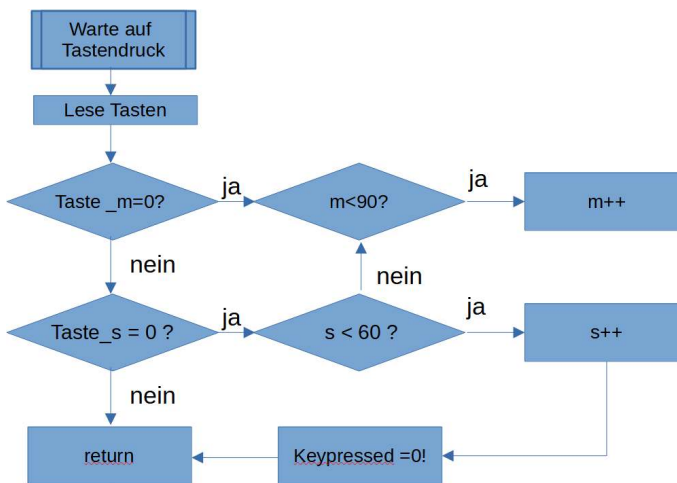 Warte auf
Tastendruck
Lese Tasten
Taste _m=0?
ja
m<90?
ja
m++
nein
nein
Taste_s = 0 ?
ja
s < 60 ?
ja
s++
nein
return
Keypressed =0!